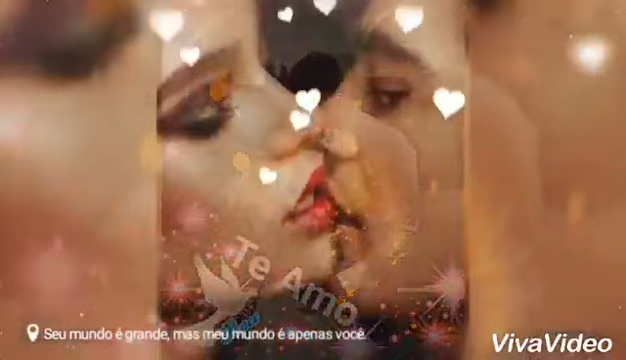 Te Amo
Seu mundo é grande, mas meu mundo é apenas você.
VivaVideo